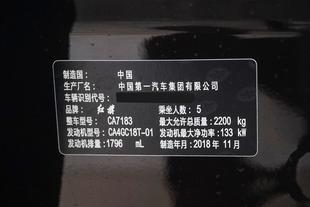 制造国： 中国
生产厂名： 中国第一汽车集团有限公司
车辆识别代号：
品牌： 红旗 乘坐人数： 5
整车型号： CA7183 最大允许总质量： 2200 kg
发动机型号： CA4GC18T-01 发动机最大净功率： 133 kW
发动机排量： 1796 mL 制造年月： 2018 年 11 月